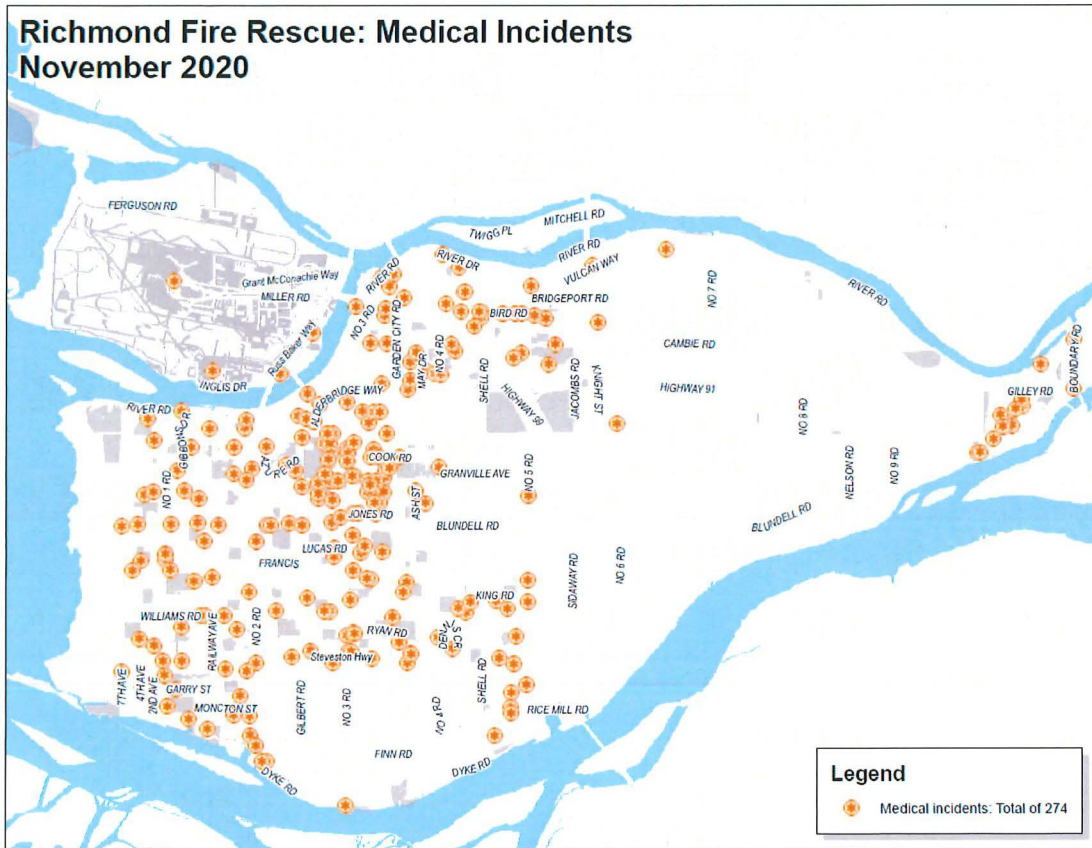 Richmond Fire Rescue: Medical Incidents
November 2020
FERGUSON RD
MITCHELL RD
TWIGG PL
RIVER RD
RIVER DR
VULCAN WAY
RIVER RD
Grant McConachie Way
MILLER RD
BRIDGEPORT RD
NO 7 RD
RIVER RD
NO 3 RD
GARDEN CITY RD
BIRD RD
Russ Baker Way
NO 4 RD
MAY DR
CAMBIE RD
BOUNDARY RD
SHELL RD
JACOMBS RD
KNIGHT ST
HIGHWAY 91
INGLIS DR
ALDERBRIDGE WAY
HIGHWAY 99
GILLEY RD
RIVER RD
GIBBONS DR
NO 8 RD
AZURE RD
COOK RD
GRANVILLE AVE
NO 5 RD
NELSON RD
NO 9 RD
NO 1 RD
ASH ST
JONES RD
BLUNDELL RD
BLUNDELL RD
LUCAS RD
FRANCIS
SIDAWAY RD
NO 6 RD
KING RD
WILLIAMS RD
RAILWAY AVE
NO 2 RD
RYAN RD
DENNIS CR
Steveston Hwy
SHELL RD
7TH AVE
4TH AVE
2ND AVE
GARRY ST
MONCTON ST
GILBERT RD
NO 3 RD
NO 4 RD
RICE MILL RD
FINN RD
DYKE RD
DYKE RD
Legend
Medical incidents: Total of 274